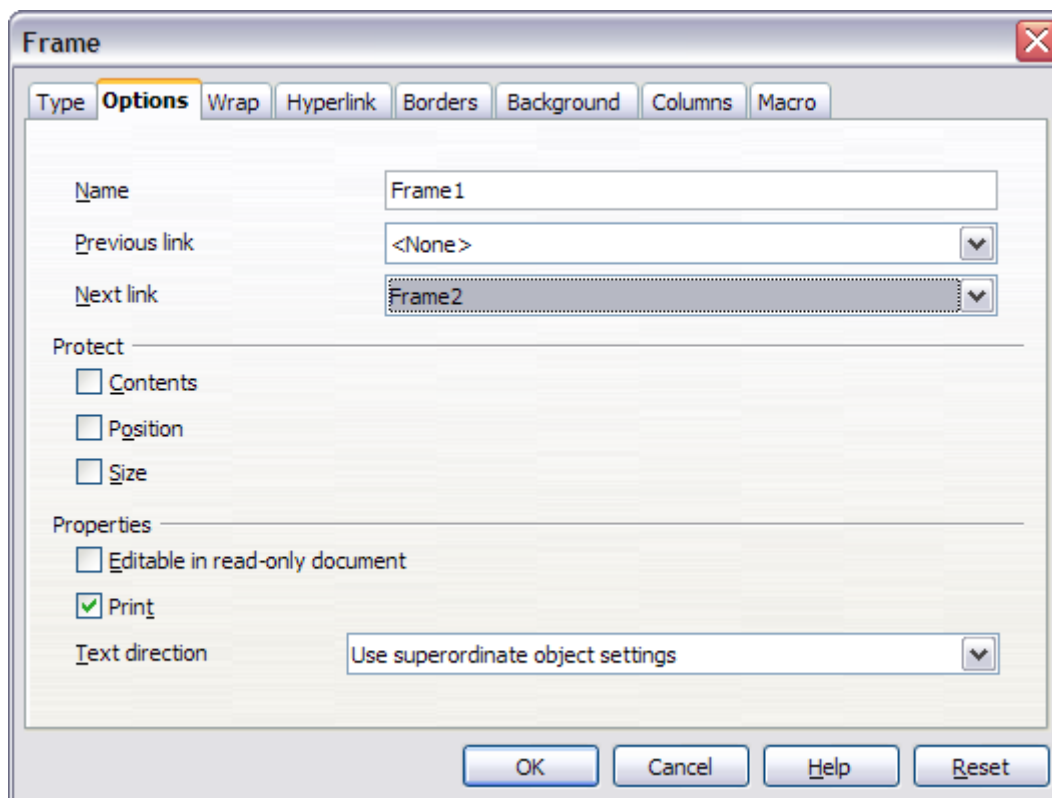 Frame
Type Options Wrap Hyperlink Borders Background Columns Macro
Name Frame1
Previous link <None>
Next link Frame2
Protect
Contents
Position
Size
Properties
Editable in read-only document
Print
Text direction Use superordinate object settings
OK Cancel Help Reset